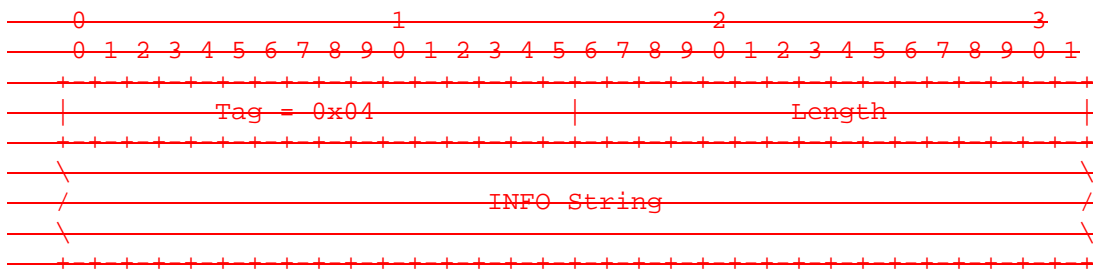 0                   1                   2                   3
 0 1 2 3 4 5 6 7 8 9 0 1 2 3 4 5 6 7 8 9 0 1 2 3 4 5 6 7 8 9 0 1
+-+-+-+-+-+-+-+-+-+-+-+-+-+-+-+-+-+-+-+-+-+-+-+-+-+-+-+-+-+-+-+-+
|         Tag = 0x04            |             Length            |
+-+-+-+-+-+-+-+-+-+-+-+-+-+-+-+-+-+-+-+-+-+-+-+-+-+-+-+-+-+-+-+-+
\                                                               \
/                          INFO String                          /
\                                                               \
+-+-+-+-+-+-+-+-+-+-+-+-+-+-+-+-+-+-+-+-+-+-+-+-+-+-+-+-+-+-+-+-+